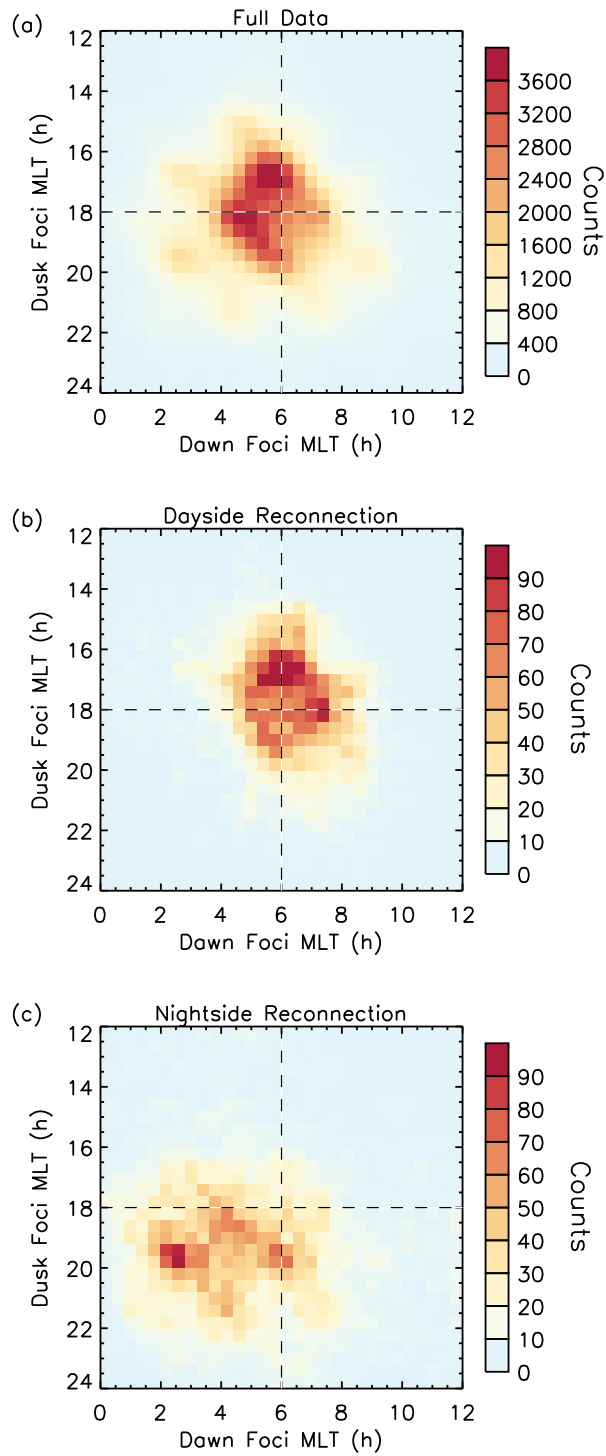 (a)
Full Data
12
14
16
18
20
22
24
Dusk Foci MLT (h)
0 2 4 6 8 10 12
Dawn Foci MLT (h)
3600
3200
2800
2400
2000
1600
1200
800
400
0
Counts
(b)
Dayside Reconnection
12
14
16
18
20
22
24
Dusk Foci MLT (h)
0 2 4 6 8 10 12
Dawn Foci MLT (h)
90
80
70
60
50
40
30
20
10
0
Counts
(c)
Nightside Reconnection
12
14
16
18
20
22
24
Dusk Foci MLT (h)
0 2 4 6 8 10 12
Dawn Foci MLT (h)
90
80
70
60
50
40
30
20
10
0
Counts